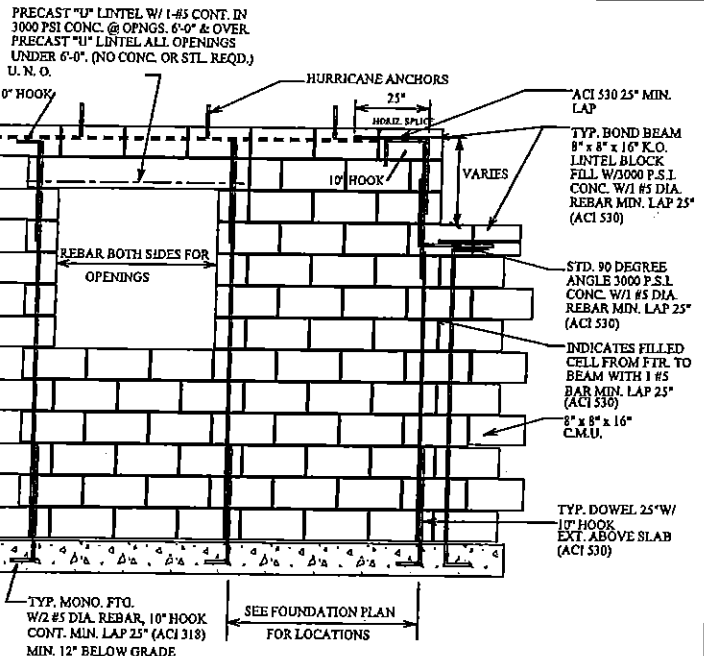 PRECAST "U" LINTEL W/ 1-#5 CONT. IN
3000 PSI CONC. @ OPNGS. 6'-0" & OVER
PRECAST "U" LINTEL ALL OPENINGS
UNDER 6'-0". (NO CONC. OR STL. REQD.)
U. N. O.
0" HOOK
HURRICANE ANCHORS
25"
HORIZ. SPLICE
10" HOOK
VARIES
REBAR BOTH SIDES FOR
OPENINGS
ACI 530 25" MIN.
LAP
TYP. BOND BEAM
8" x 8" x 16" K.O.
LINTEL BLOCK
FILL W/3000 P.S.I.
CONC. W/1 #5 DIA.
REBAR MIN. LAP 25"
(ACI 530)
STD. 90 DEGREE
ANGLE 3000 P.S.I.
CONC. W/1 #5 DIA.
REBAR MIN. LAP 25"
(ACI 530)
INDICATES FILLED
CELL FROM FTR. TO
BEAM WITH 1 #5
BAR MIN. LAP 25"
(ACI 530)
8" x 8" x 16"
C.M.U.
TYP. DOWEL 25" W/
10" HOOK
EXT. ABOVE SLAB
(ACI 530)
TYP. MONO. FTG.
W/2 #5 DIA. REBAR, 10" HOOK
CONT. MIN. LAP 25" (ACI 318)
MIN. 12" BELOW GRADE
SEE FOUNDATION PLAN
FOR LOCATIONS